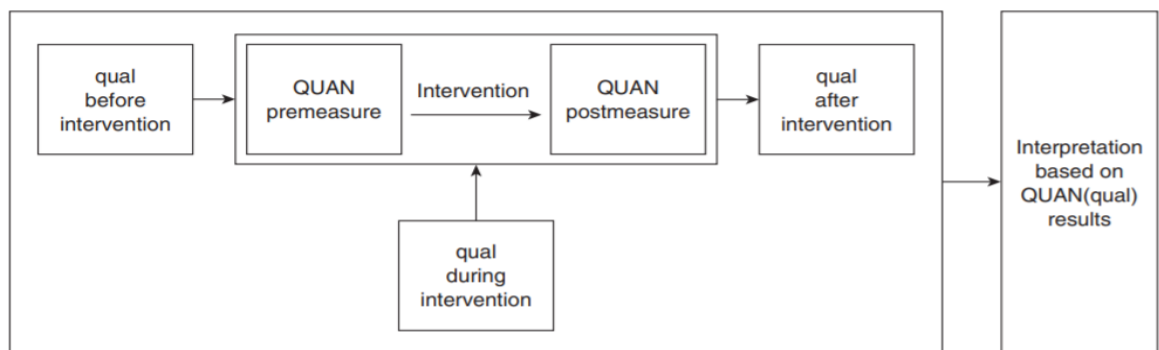 qual
before
intervention
QUAN
premeasure
Intervention
QUAN
postmeasure
qual
after
intervention
qual
during
intervention
Interpretation
based on
QUAN(qual)
results